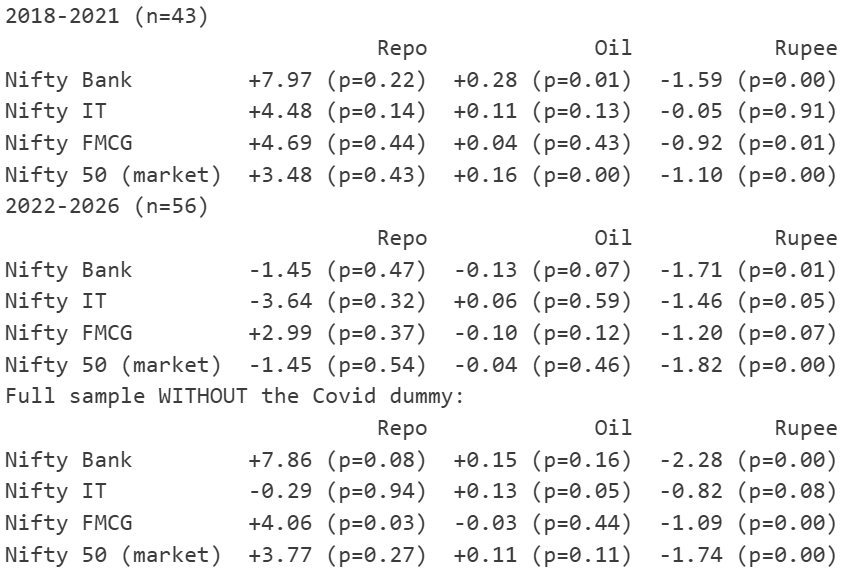 2018-2021 (n=43)
Repo Oil Rupee
Nifty Bank +7.97 (p=0.22) +0.28 (p=0.01) -1.59 (p=0.00)
Nifty IT +4.48 (p=0.14) +0.11 (p=0.13) -0.05 (p=0.91)
Nifty FMCG +4.69 (p=0.44) +0.04 (p=0.43) -0.92 (p=0.01)
Nifty 50 (market) +3.48 (p=0.43) +0.16 (p=0.00) -1.10 (p=0.00)
2022-2026 (n=56)
Repo Oil Rupee
Nifty Bank -1.45 (p=0.47) -0.13 (p=0.07) -1.71 (p=0.01)
Nifty IT -3.64 (p=0.32) +0.06 (p=0.59) -1.46 (p=0.05)
Nifty FMCG +2.99 (p=0.37) -0.10 (p=0.12) -1.20 (p=0.07)
Nifty 50 (market) -1.45 (p=0.54) -0.04 (p=0.46) -1.82 (p=0.00)
Full sample WITHOUT the Covid dummy:
Repo Oil Rupee
Nifty Bank +7.86 (p=0.08) +0.15 (p=0.16) -2.28 (p=0.00)
Nifty IT -0.29 (p=0.94) +0.13 (p=0.05) -0.82 (p=0.08)
Nifty FMCG +4.06 (p=0.03) -0.03 (p=0.44) -1.09 (p=0.00)
Nifty 50 (market) +3.77 (p=0.27) +0.11 (p=0.11) -1.74 (p=0.00)